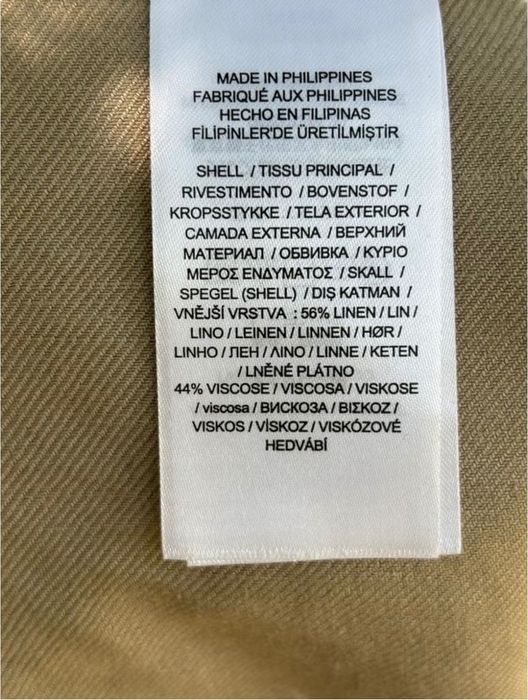 MADE IN PHILIPPINES
FABRIQUÉ AUX PHILIPPINES
HECHO EN FILIPINAS
FİLİPİNLER'DE ÜRETİLMİŞTİR
SHELL / TISSU PRINCIPAL /
RIVESTIMENTO / BOVENSTOF /
KROPSSTYKKE / TELA EXTERIOR /
CAMADA EXTERNA / ВЕРХНИЙ
МАТЕРИАЛ / ОБВИВКА / ΚΥΡΙΟ
ΜΕΡΟΣ ΕΝΔΥΜΑΤΟΣ / SKALL /
SPEGEL (SHELL) / DIŞ KATMAN /
VNĚJŠÍ VRSTVA : 56% LINEN / LIN /
LINO / LEINEN / LINNEN / HØR /
LINHO / ЛЕН / ΛΙΝΟ / LINNE / KETEN
/ LNĚNÉ PLÁTNO
44% VISCOSE / VISCOSA / VISKOSE
/ viscosa / ВИСКОЗА / ΒΙΣΚΟΖ /
VISKOS / VİSKOZ / VISKÓZOVÉ
HEDVÁBÍ